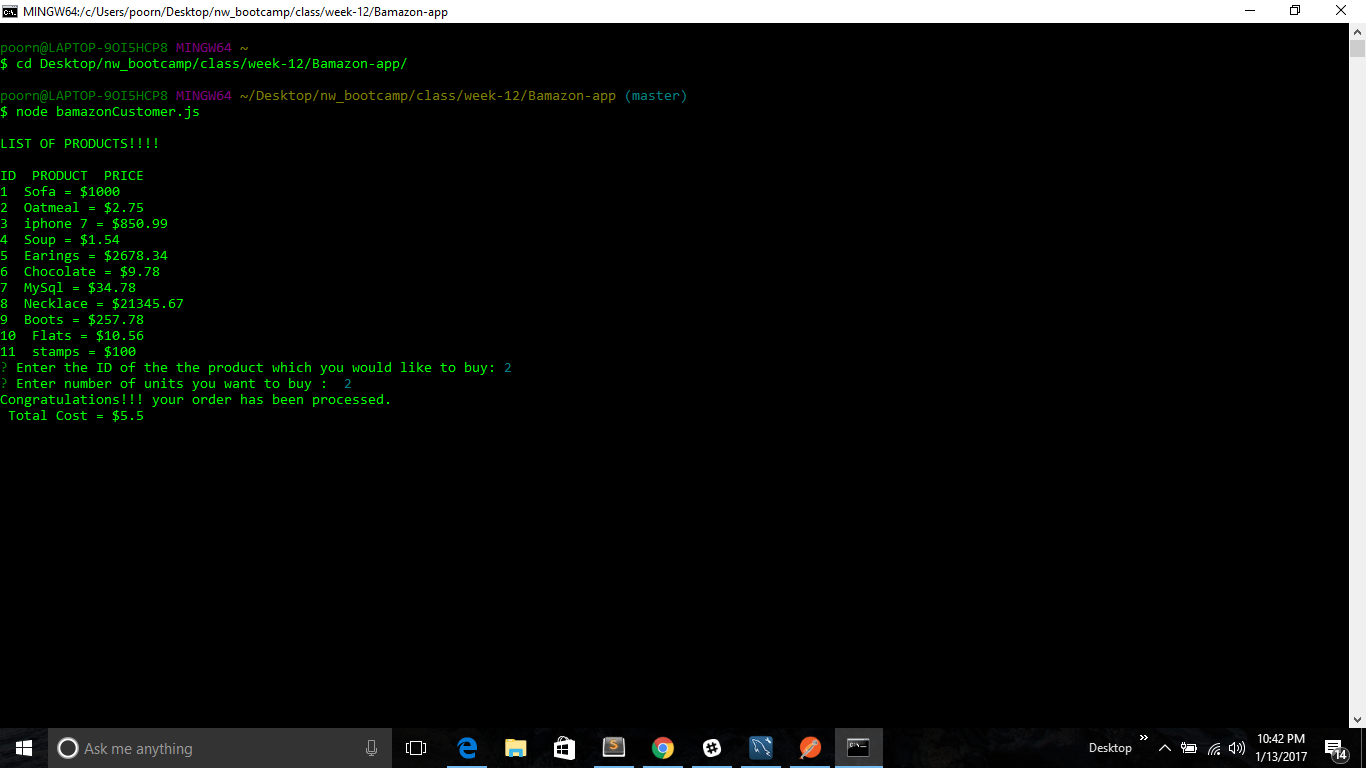 MINGW64:/c/Users/poorn/Desktop/nw_bootcamp/class/week-12/Bamazon-app
poorn@LAPTOP-9OI5HCP8 MINGW64 ~
$ cd Desktop/nw_bootcamp/class/week-12/Bamazon-app/
poorn@LAPTOP-9OI5HCP8 MINGW64 ~/Desktop/nw_bootcamp/class/week-12/Bamazon-app (master)
$ node bamazonCustomer.js
LIST OF PRODUCTS!!!!
ID  PRODUCT  PRICE
1  Sofa = $1000
2  Oatmeal = $2.75
3  iphone 7 = $850.99
4  Soup = $1.54
5  Earings = $2678.34
6  Chocolate = $9.78
7  MySql = $34.78
8  Necklace = $21345.67
9  Boots = $257.78
10  Flats = $10.56
11  stamps = $100
? Enter the ID of the the product which you would like to buy: 2
? Enter number of units you want to buy :  2
Congratulations!!! your order has been processed.
 Total Cost = $5.5
Ask me anything
Desktop
10:42 PM
1/13/2017
14